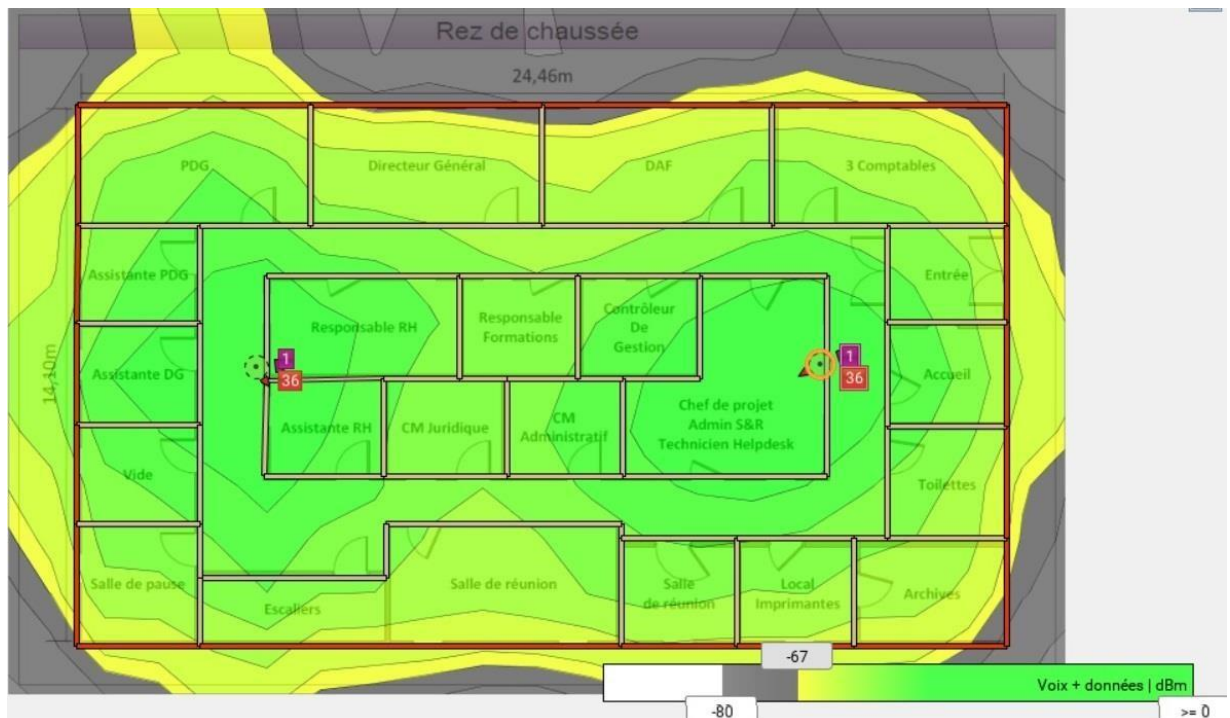 Rez de chaussée
24,46m
PDG
Directeur Général
DAF
3 Comptables
Assistante PDG
Entrée
Responsable RH
Responsable
Formations
Contrôleur
De
Gestion
14,10m
Assistante DG
1
36
1
36
Accueil
Assistante RH
CM Juridique
CM
Administratif
Chef de projet
Admin S&R
Technicien Helpdesk
Vide
Toilettes
Salle de pause
Escaliers
Salle de réunion
Salle
de réunion
Local
Imprimantes
Archives
-67
Voix + données | dBm
-80
>= 0